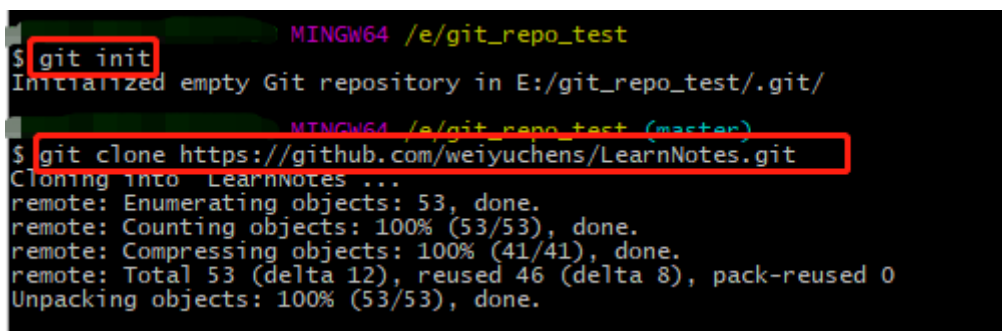 MINGW64 /e/git_repo_test
$ git init
Initialized empty Git repository in E:/git_repo_test/.git/
MINGW64 /e/git_repo_test (master)
$ git clone https://github.com/weiyuchens/LearnNotes.git
Cloning into 'LearnNotes'...
remote: Enumerating objects: 53, done.
remote: Counting objects: 100% (53/53), done.
remote: Compressing objects: 100% (41/41), done.
remote: Total 53 (delta 12), reused 46 (delta 8), pack-reused 0
Unpacking objects: 100% (53/53), done.